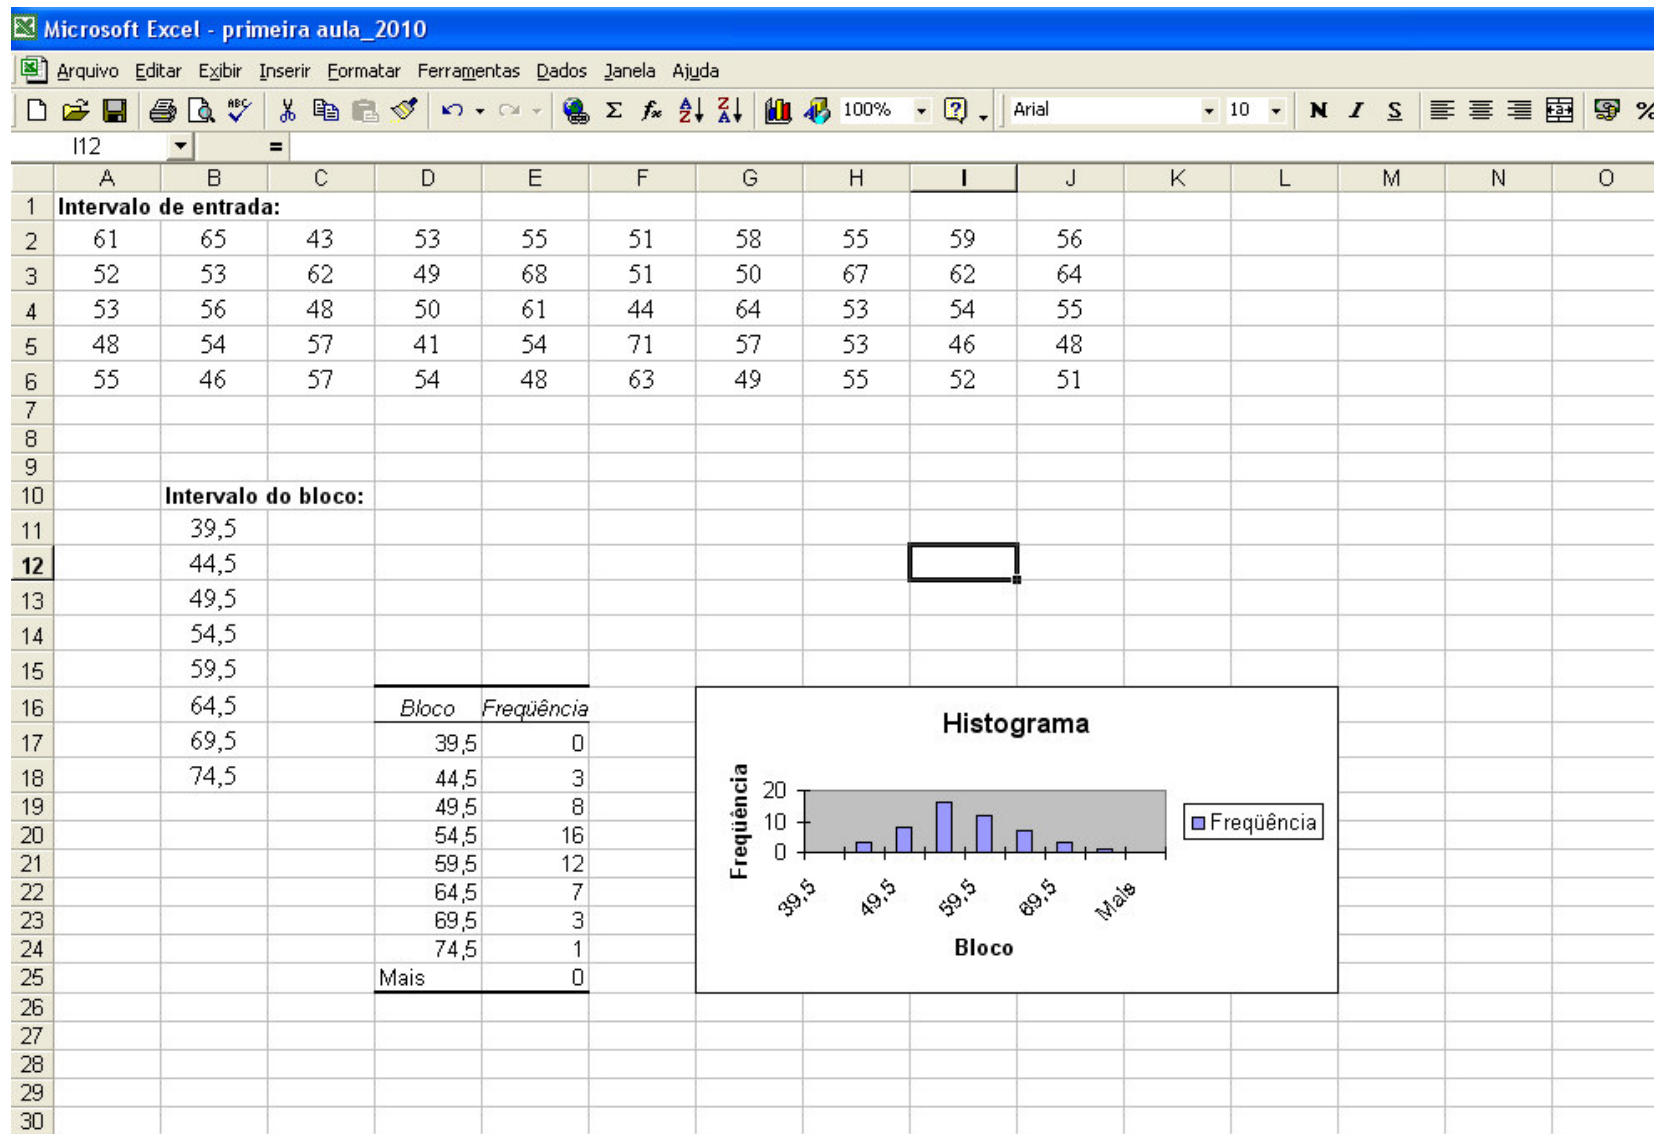 Microsoft Excel - primeira aula_2010
Arquivo Editar Exibir Inserir Formatar Ferramentas Dados Janela Ajuda
ABC Σ fx A Z Z A 100% ? Arial 10 N I S a %
I12 =
A B C D E F G H I J K L M N O
1 Intervalo de entrada:
2 61 65 43 53 55 51 58 55 59 56
3 52 53 62 49 68 51 50 67 62 64
4 53 56 48 50 61 44 64 53 54 55
5 48 54 57 41 54 71 57 53 46 48
6 55 46 57 54 48 63 49 55 52 51
7
8
9
10 Intervalo do bloco:
11 39,5
12 44,5
13 49,5
14 54,5
15 59,5
16 64,5 Bloco Freqüência
17 69,5 39,5 0
18 74,5 44,5 3
19 49,5 8
20 54,5 16
21 59,5 12
22 64,5 7
23 69,5 3
24 74,5 1
25 Mais 0
26
27
28
29
30
Histograma
Freqüência
20
10
0
39,5 49,5 59,5 69,5 Mais
Bloco
Freqüência